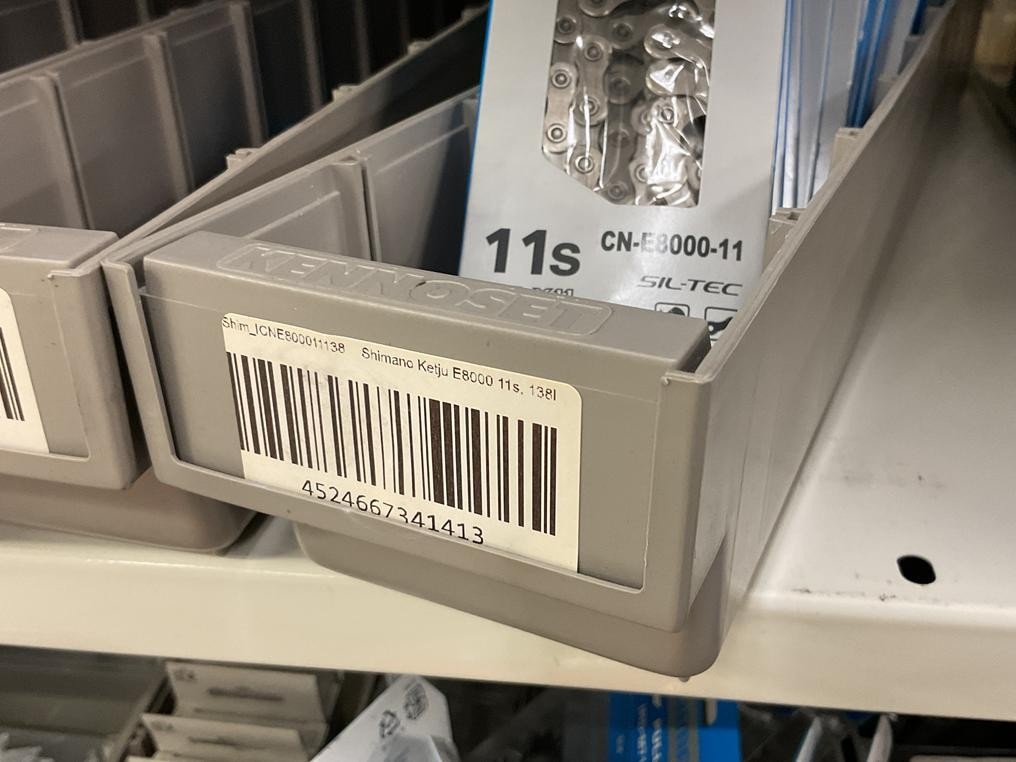 11s
CN-E8000-11
SIL-TEC
KENNOSET
Shim_ICNE800011138 Shimano Ketju E8000 11s, 138l
4524667341413